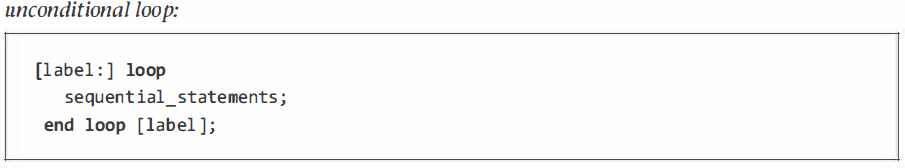 unconditional loop:
[label:] loop
sequential_statements;
end loop [label];